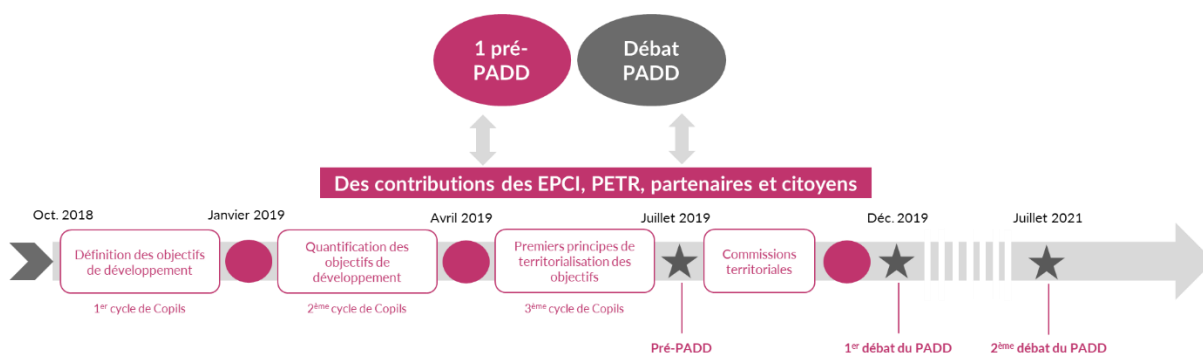 1 pré-
PADD
Débat
PADD
Des contributions des EPCI, PETR, partenaires et citoyens
Oct. 2018
Janvier 2019
Avril 2019
Juillet 2019
Déc. 2019
Juillet 2021
Définition des objectifs
de développement
Quantification des
objectifs de
développement
Premiers principes de
territorialisation des
objectifs
Commissions
territoriales
1er cycle de Copils
2ème cycle de Copils
3ème cycle de Copils
Pré-PADD
1er débat du PADD
2ème débat du PADD